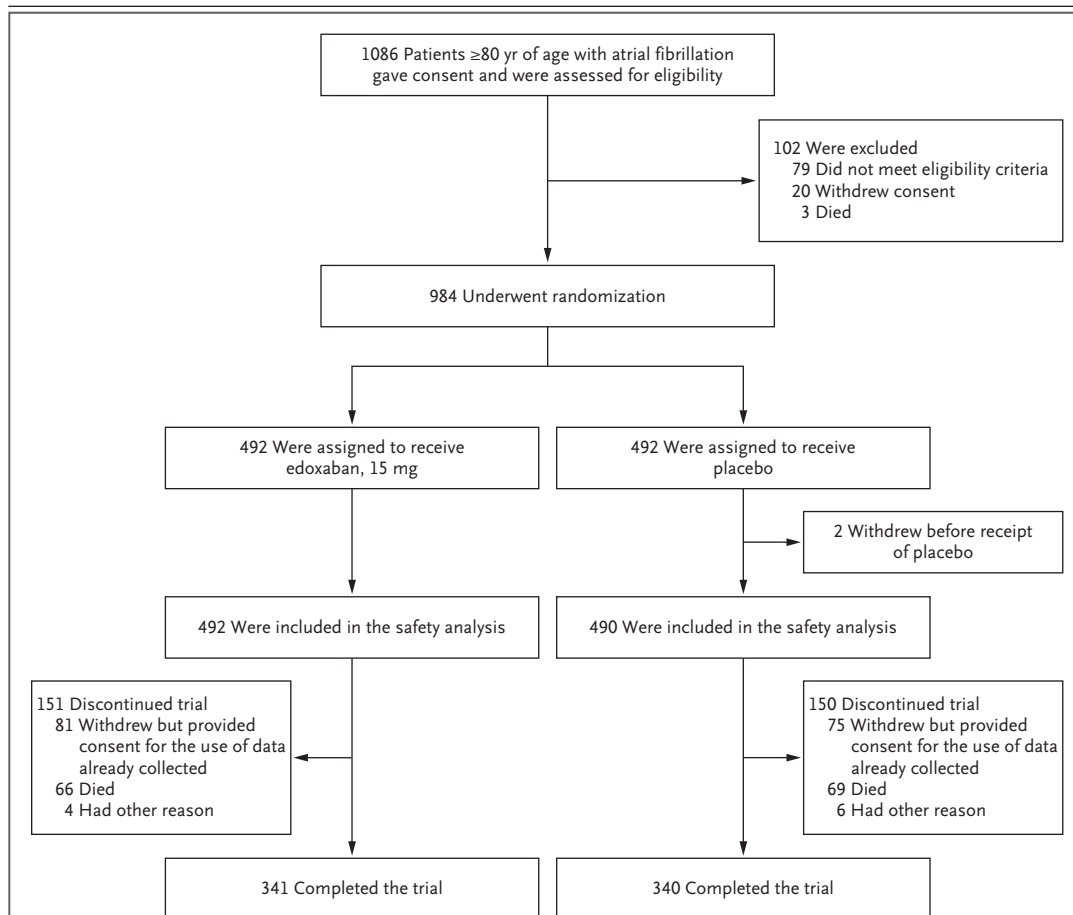 1086 Patients ≥80 yr of age with atrial fibrillation
gave consent and were assessed for eligibility
102 Were excluded
79 Did not meet eligibility criteria
20 Withdrew consent
3 Died
984 Underwent randomization
492 Were assigned to receive
edoxaban, 15 mg
492 Were assigned to receive
placebo
2 Withdrew before receipt
of placebo
492 Were included in the safety analysis
490 Were included in the safety analysis
151 Discontinued trial
81 Withdrew but provided
consent for the use of data
already collected
66 Died
4 Had other reason
150 Discontinued trial
75 Withdrew but provided
consent for the use of data
already collected
69 Died
6 Had other reason
341 Completed the trial
340 Completed the trial